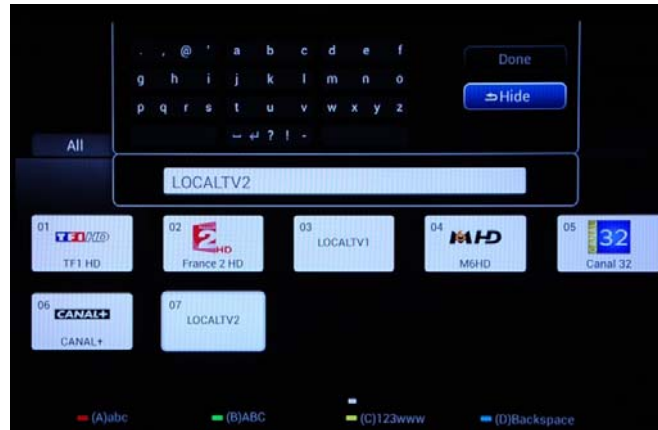 . , @ ' a b c d e f
Done
g h i j k l m n o
Hide
p q r s t u v w x y z
↵ ? ! -
All
LOCALTV2
01 TF1 HD
TF1 HD
02 2 HD
France 2 HD
03
LOCALTV1
04 M6HD
M6HD
05 32
Canal 32
06 CANAL+
CANAL+
07
LOCALTV2
(A)abc
(B)ABC
(C)123www
(D)Backspace